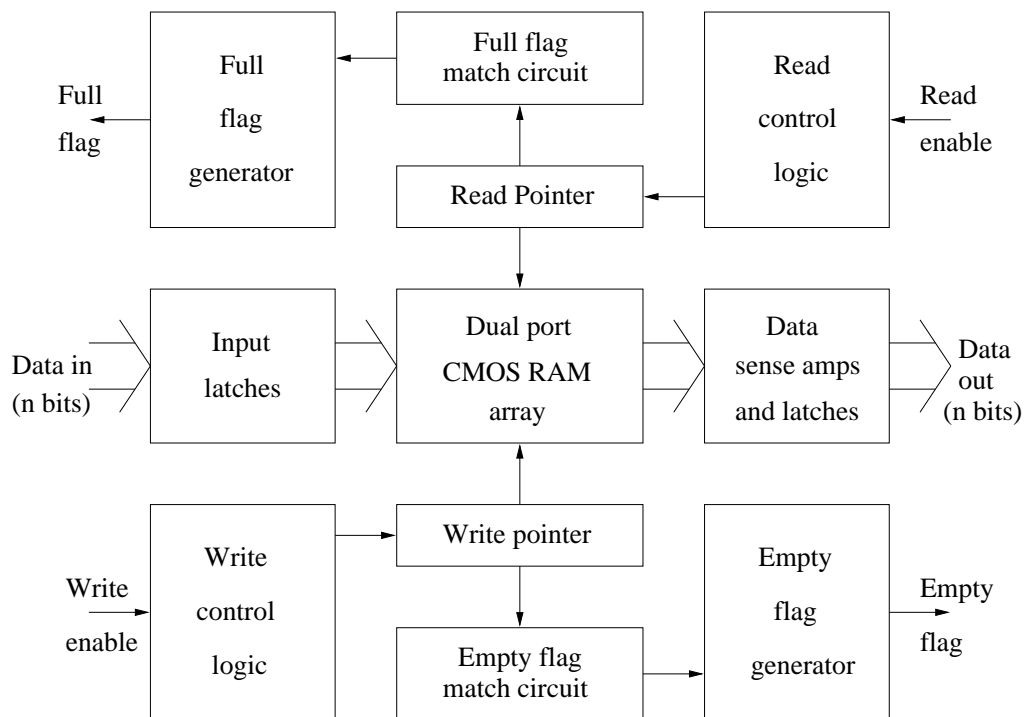 Full flag
match circuit
Full
flag
generator
Read
control
logic
Full
flag
Read
enable
Read Pointer
Data in
(n bits)
Input
latches
Dual port
CMOS RAM
array
Data
sense amps
and latches
Data
out
(n bits)
Write pointer
Write
control
logic
Empty
flag
generator
Write
enable
Empty
flag
Empty flag
match circuit